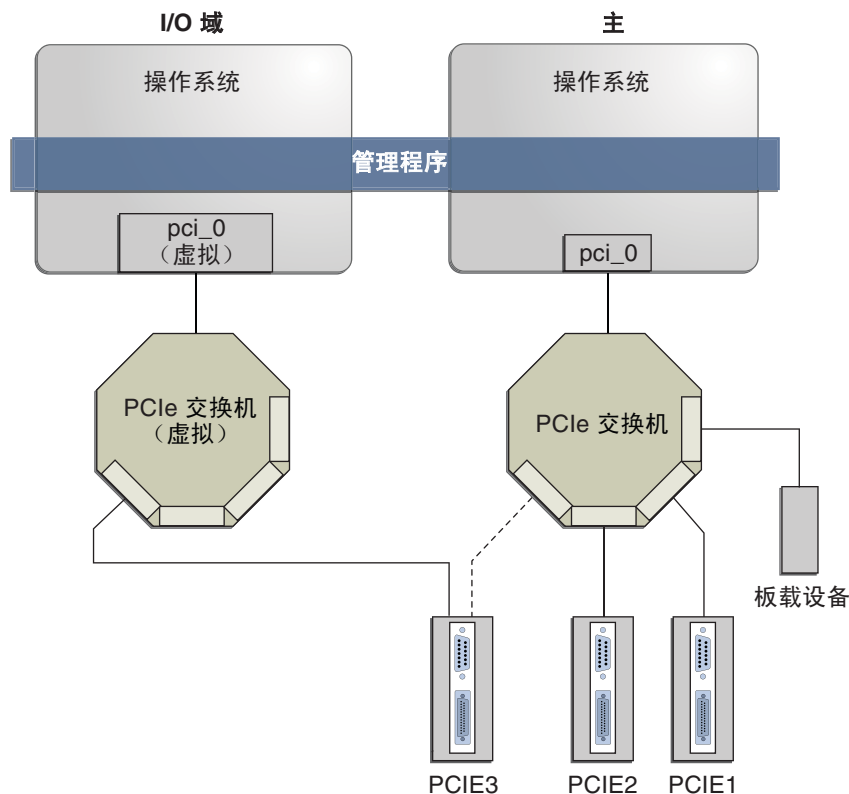 I/O 域
主
操作系统
操作系统
管理程序
pci_0
（虚拟）
pci_0
PCIe 交换机
（虚拟）
PCIe 交换机
板载设备
PCIE3
PCIE2
PCIE1